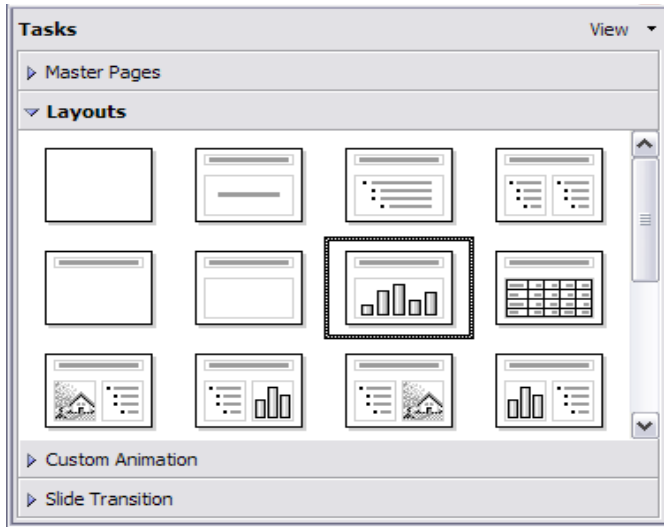 Tasks View
Master Pages
Layouts
Custom Animation
Slide Transition